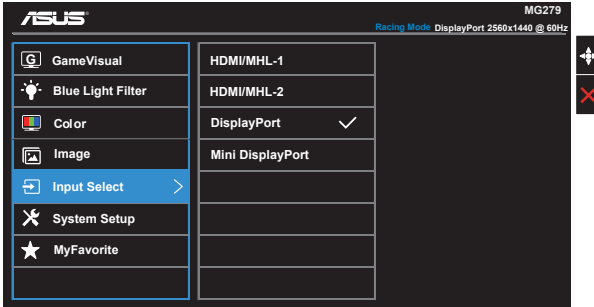 ASUS
MG279
Racing Mode DisplayPort 2560x1440 @ 60Hz
G GameVisual
Blue Light Filter
Color
Image
Input Select
System Setup
MyFavorite
HDMI/MHL-1
HDMI/MHL-2
DisplayPort
Mini DisplayPort